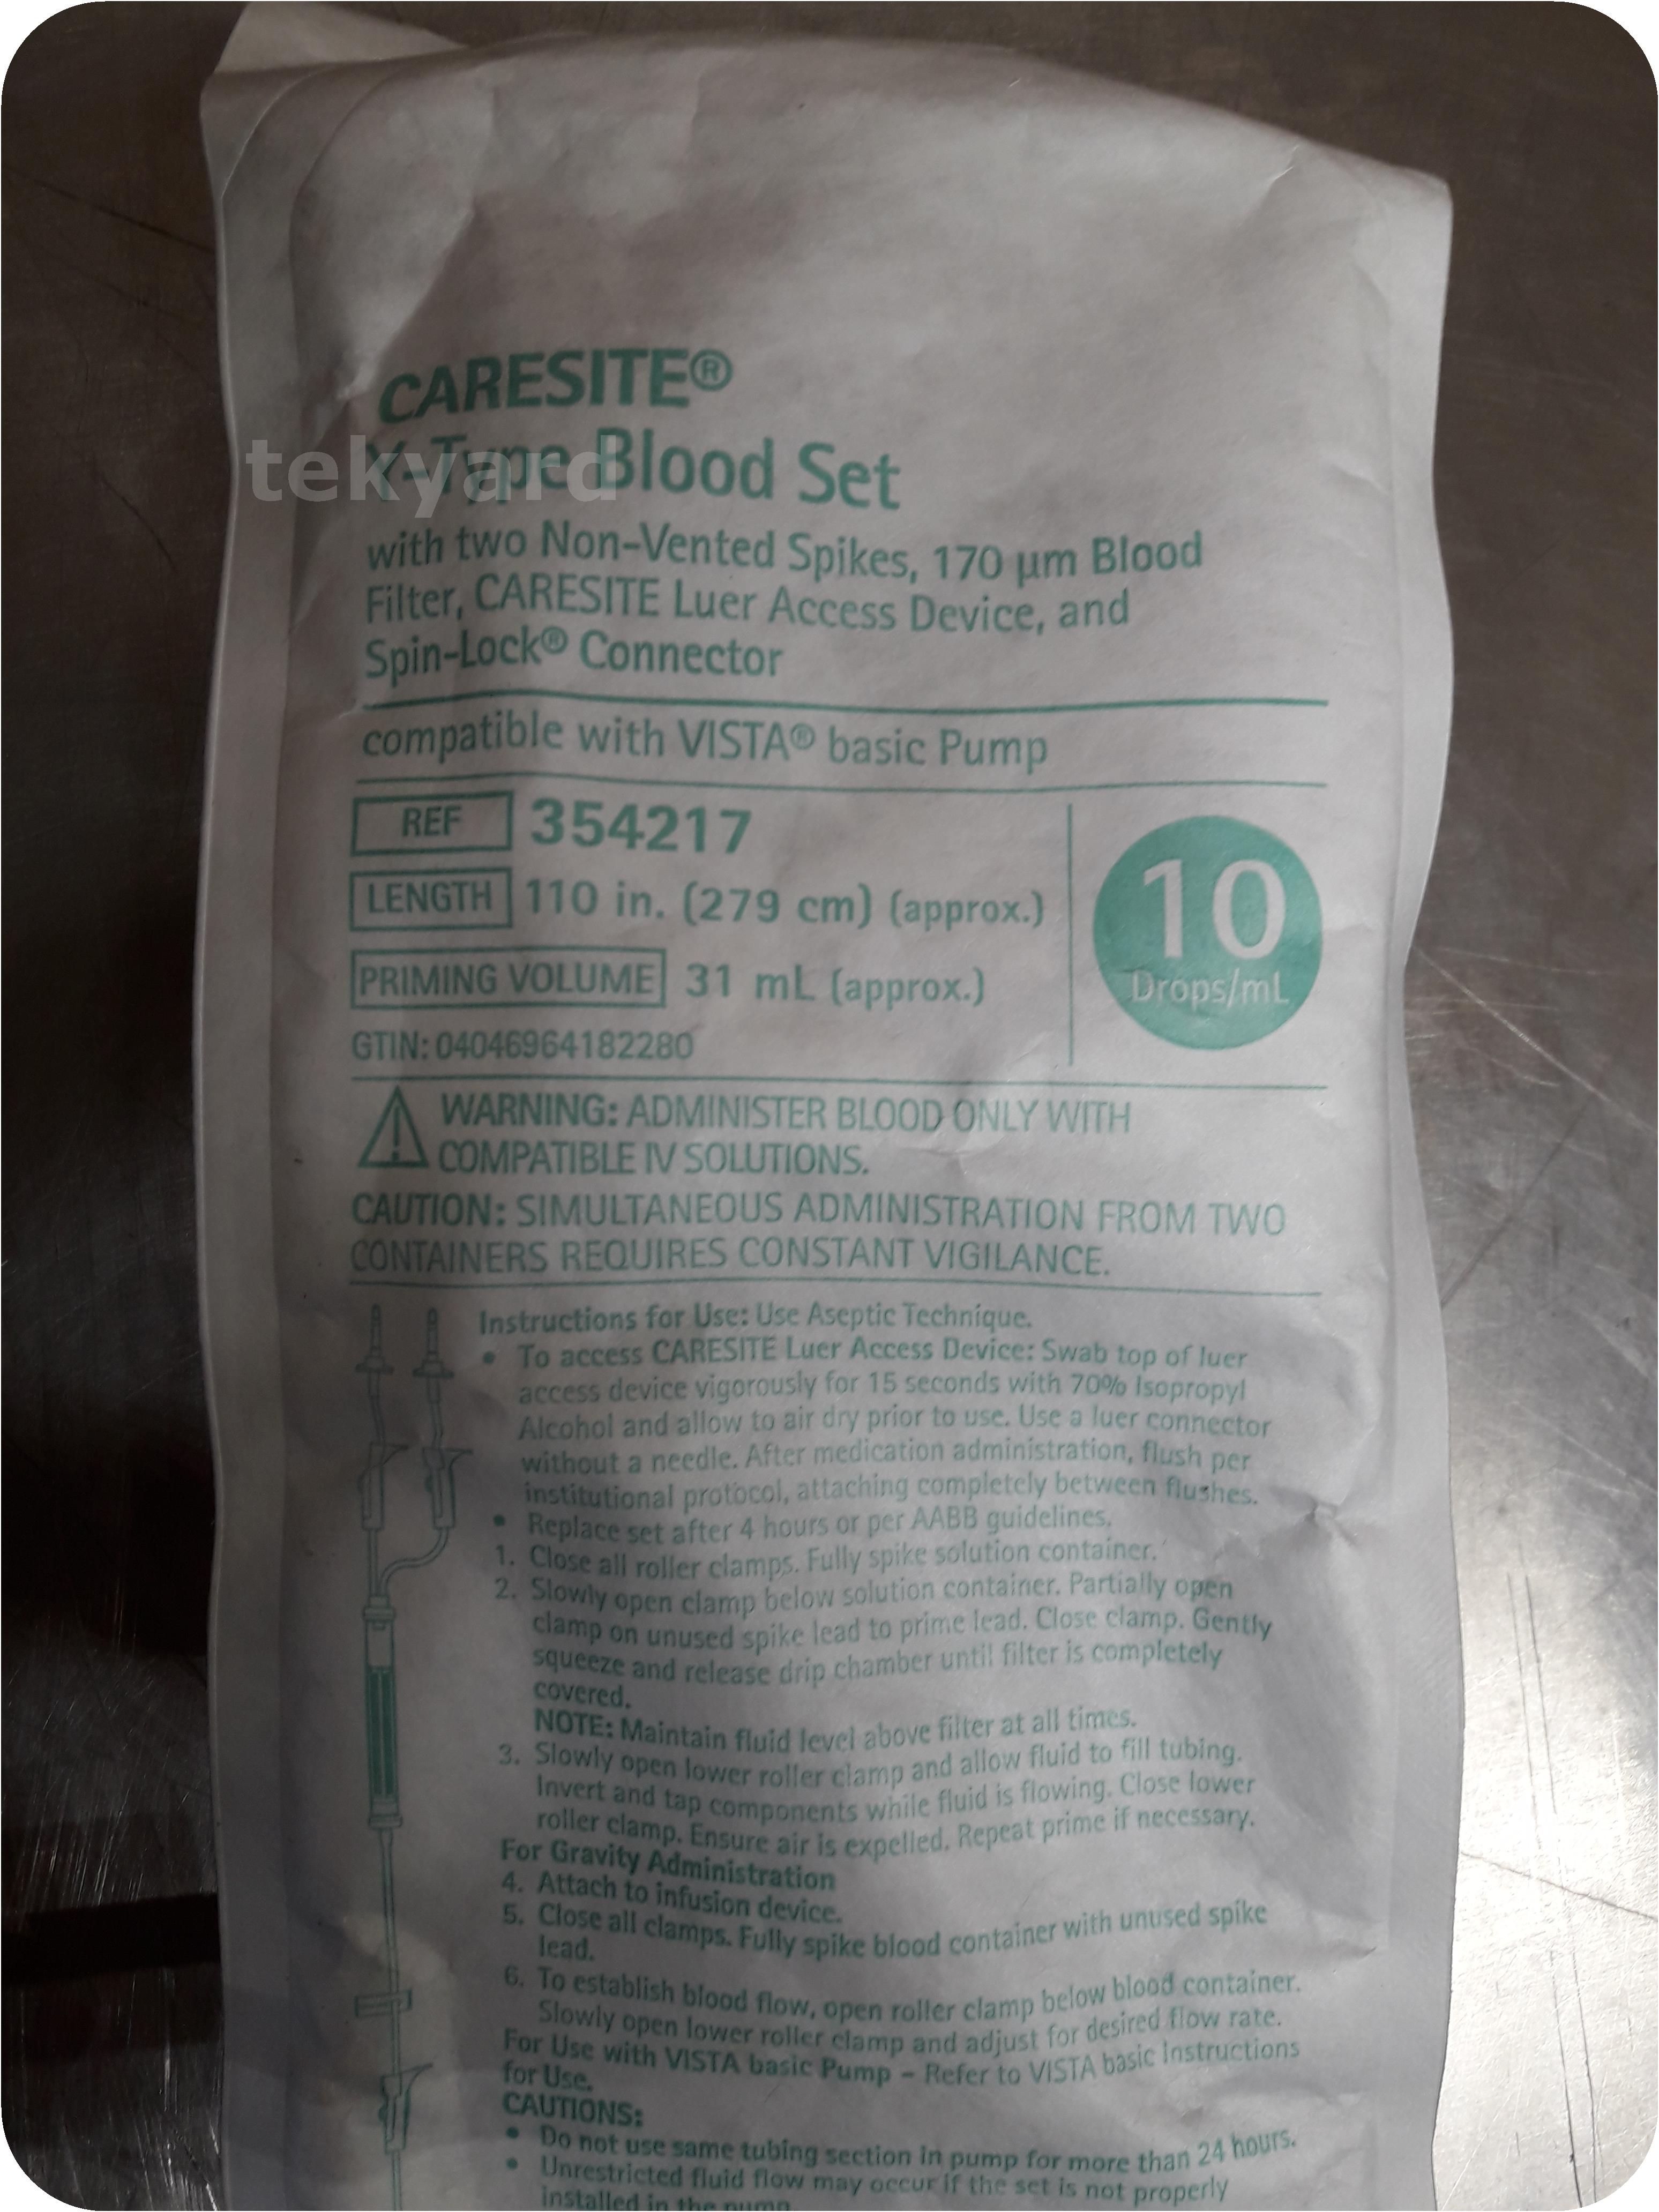 CARESITE®
Y-Type Blood Set
tekyard
with two Non-Vented Spikes, 170 µm Blood
Filter, CARESITE Luer Access Device, and
Spin-Lock® Connector
compatible with VISTA® basic Pump
REF 354217
LENGTH 110 in. (279 cm) (approx.)
PRIMING VOLUME 31 mL (approx.)
10
Drops/mL
GTIN: 04046964182280
WARNING: ADMINISTER BLOOD ONLY WITH
COMPATIBLE IV SOLUTIONS.
CAUTION: SIMULTANEOUS ADMINISTRATION FROM TWO
CONTAINERS REQUIRES CONSTANT VIGILANCE.
Instructions for Use: Use Aseptic Technique.
• To access CARESITE Luer Access Device: Swab top of luer
access device vigorously for 15 seconds with 70% Isopropyl
Alcohol and allow to air dry prior to use. Use a luer connector
without a needle. After medication administration, flush per
institutional protocol, attaching completely between flushes.
• Replace set after 4 hours or per AABB guidelines.
1. Close all roller clamps. Fully spike solution container.
2. Slowly open clamp below solution container. Partially open
clamp on unused spike lead to prime lead. Close clamp. Gently
squeeze and release drip chamber until filter is completely
covered.
NOTE: Maintain fluid level above filter at all times.
3. Slowly open lower roller clamp and allow fluid to fill tubing.
Invert and tap components while fluid is flowing. Close lower
roller clamp. Ensure air is expelled. Repeat prime if necessary.
For Gravity Administration
4. Attach to infusion device.
5. Close all clamps. Fully spike blood container with unused spike
lead.
6. To establish blood flow, open roller clamp below blood container.
Slowly open lower roller clamp and adjust for desired flow rate.
For Use with VISTA basic Pump – Refer to VISTA basic Instructions
for Use.
CAUTIONS:
• Do not use same tubing section in pump for more than 24 hours.
• Unrestricted fluid flow may occur if the set is not properly
installed in the pump.